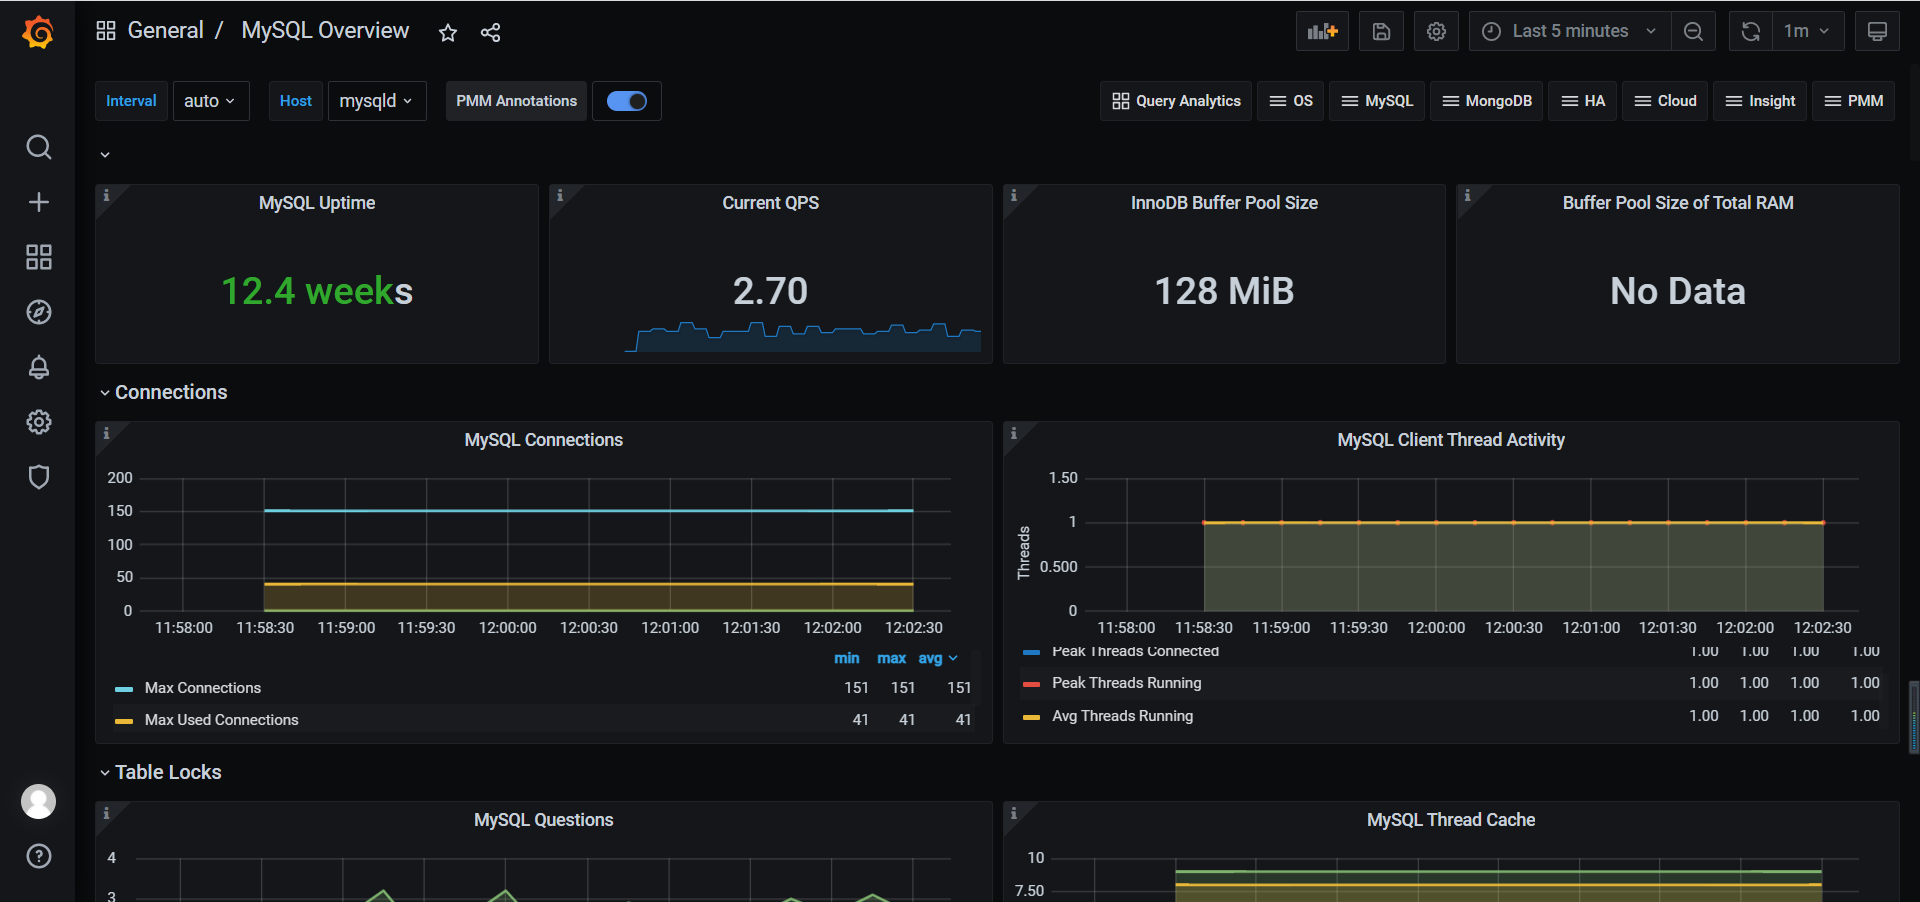 General / MySQL Overview
Last 5 minutes
1m
Interval auto Host mysqld PMM Annotations
Query Analytics OS MySQL MongoDB HA Cloud Insight PMM
MySQL Uptime
12.4 weeks
Current QPS
2.70
InnoDB Buffer Pool Size
128 MiB
Buffer Pool Size of Total RAM
No Data
Connections
MySQL Connections
200
150
100
50
0
11:58:00 11:58:30 11:59:00 11:59:30 12:00:00 12:00:30 12:01:00 12:01:30 12:02:00 12:02:30
min max avg
Max Connections 151 151 151
Max Used Connections 41 41 41
MySQL Client Thread Activity
Threads
1.50
1
0.500
0
11:58:00 11:58:30 11:59:00 11:59:30 12:00:00 12:00:30 12:01:00 12:01:30 12:02:00 12:02:30
Peak Threads Connected 1.00 1.00 1.00 1.00
Peak Threads Running 1.00 1.00 1.00 1.00
Avg Threads Running 1.00 1.00 1.00 1.00
Table Locks
MySQL Questions
4
3
MySQL Thread Cache
10
7.50